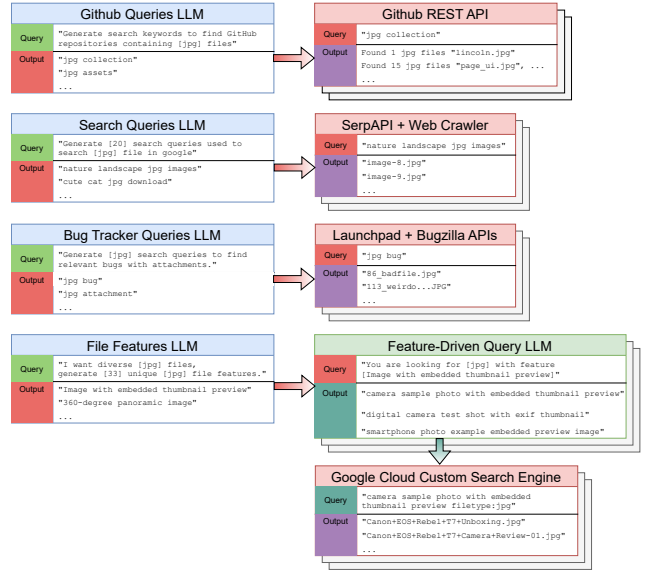 Github Queries LLM
Query
"Generate search keywords to find GitHub
repositories containing [jpg] files"
Output
"jpg collection"
"jpg assets"
...
Github REST API
Query
"jpg collection"
Output
Found 1 jpg files "lincoln.jpg"
Found 15 jpg files "page_ui.jpg", ...
...
Search Queries LLM
Query
"Generate [20] search queries used to
search [jpg] file in google"
Output
"nature landscape jpg images"
"cute cat jpg download"
...
SerpAPI + Web Crawler
Query
"nature landscape jpg images"
Output
"image-8.jpg"
"image-9.jpg"
...
Bug Tracker Queries LLM
Query
"Generate [jpg] search queries to find
relevant bugs with attachments."
Output
"jpg bug"
"jpg attachment"
...
Launchpad + Bugzilla APIs
Query
"jpg bug"
Output
"86_badfile.jpg"
"113_weirdo...JPG"
...
File Features LLM
Query
"I want diverse [jpg] files,
generate [33] unique [jpg] file features."
Output
"Image with embedded thumbnail preview"
"360-degree panoramic image"
...
Feature-Driven Query LLM
Query
"You are looking for [jpg] with feature
[Image with embedded thumbnail preview]"
Output
"camera sample photo with embedded thumbnail preview"
"digital camera test shot with exif thumbnail"
"smartphone photo example embedded preview image"
Google Cloud Custom Search Engine
Query
"camera sample photo with embedded
thumbnail preview filetype:jpg"
Output
"Canon+EOS+Rebel+T7+Unboxing.jpg"
"Canon+EOS+Rebel+T7+Camera+Review-01.jpg"
...